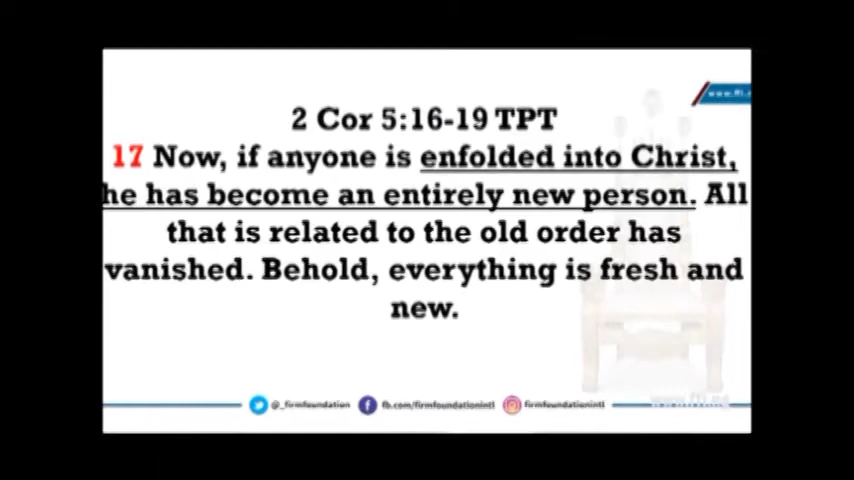 www.ffi.
2 Cor 5:16-19 TPT
17 Now, if anyone is enfolded into Christ,
he has become an entirely new person. All
that is related to the old order has
vanished. Behold, everything is fresh and
new.
@_firmfoundation fb.com/firmfoundationintl firmfoundationintl